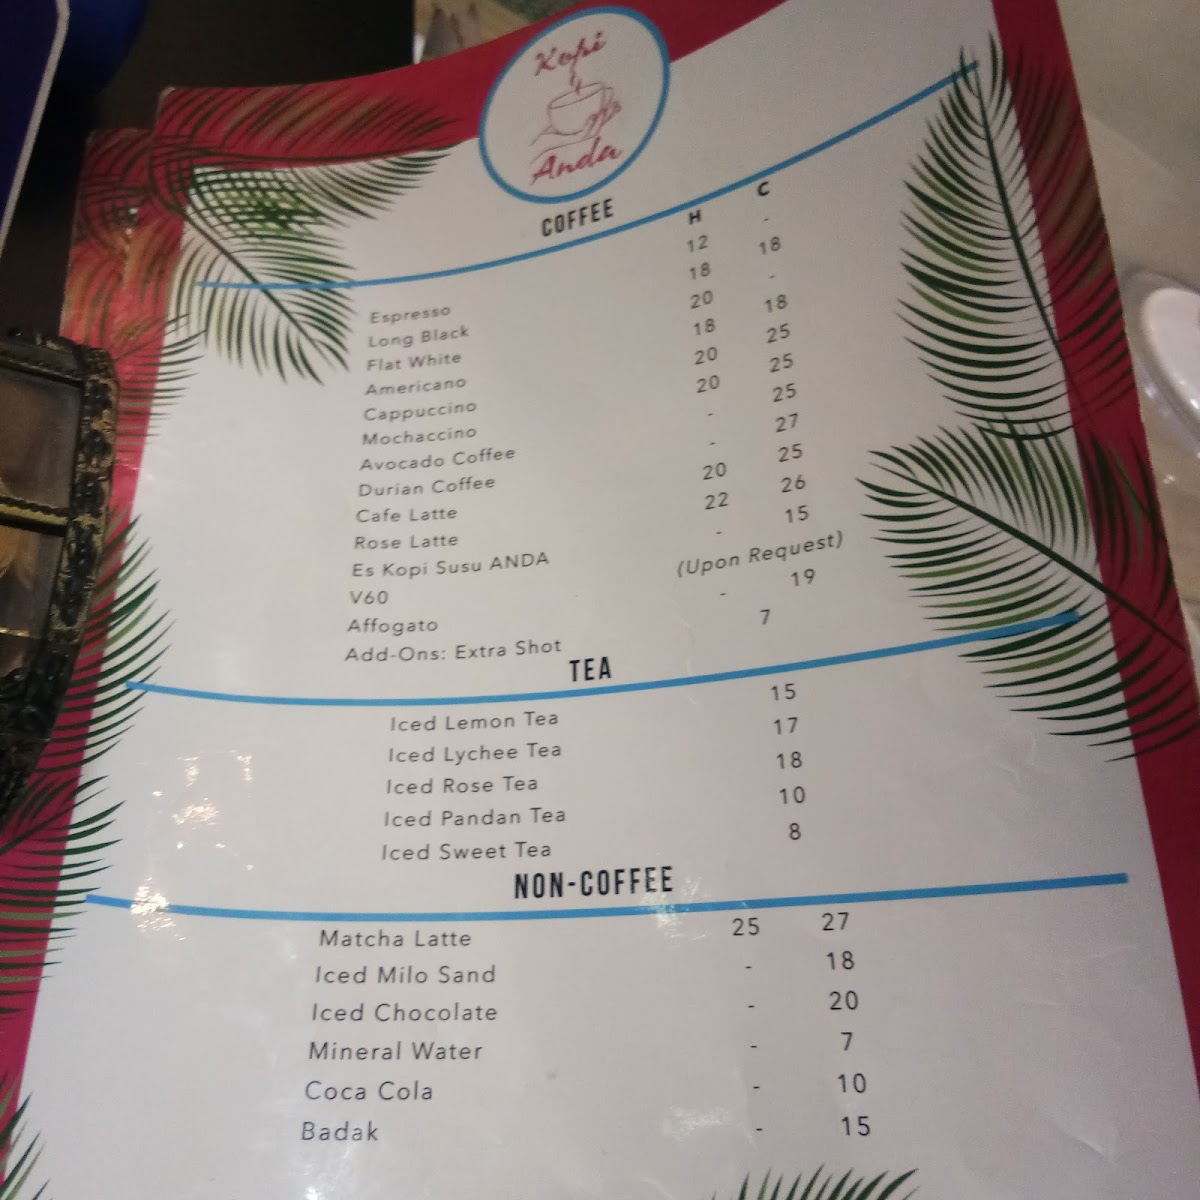 Kopi
Anda
COFFEE
H C
Espresso 12 -
Long Black 18 18
Flat White 20 -
Americano 18 18
Cappuccino 20 25
Mochaccino 20 25
Avocado Coffee - 25
Durian Coffee - 27
Cafe Latte 20 25
Rose Latte 22 26
Es Kopi Susu ANDA - 15
V60 (Upon Request)
Affogato - 19
Add-Ons: Extra Shot 7
TEA
Iced Lemon Tea 15
Iced Lychee Tea 17
Iced Rose Tea 18
Iced Pandan Tea 10
Iced Sweet Tea 8
NON-COFFEE
Matcha Latte 25 27
Iced Milo Sand - 18
Iced Chocolate - 20
Mineral Water - 7
Coca Cola - 10
Badak - 15